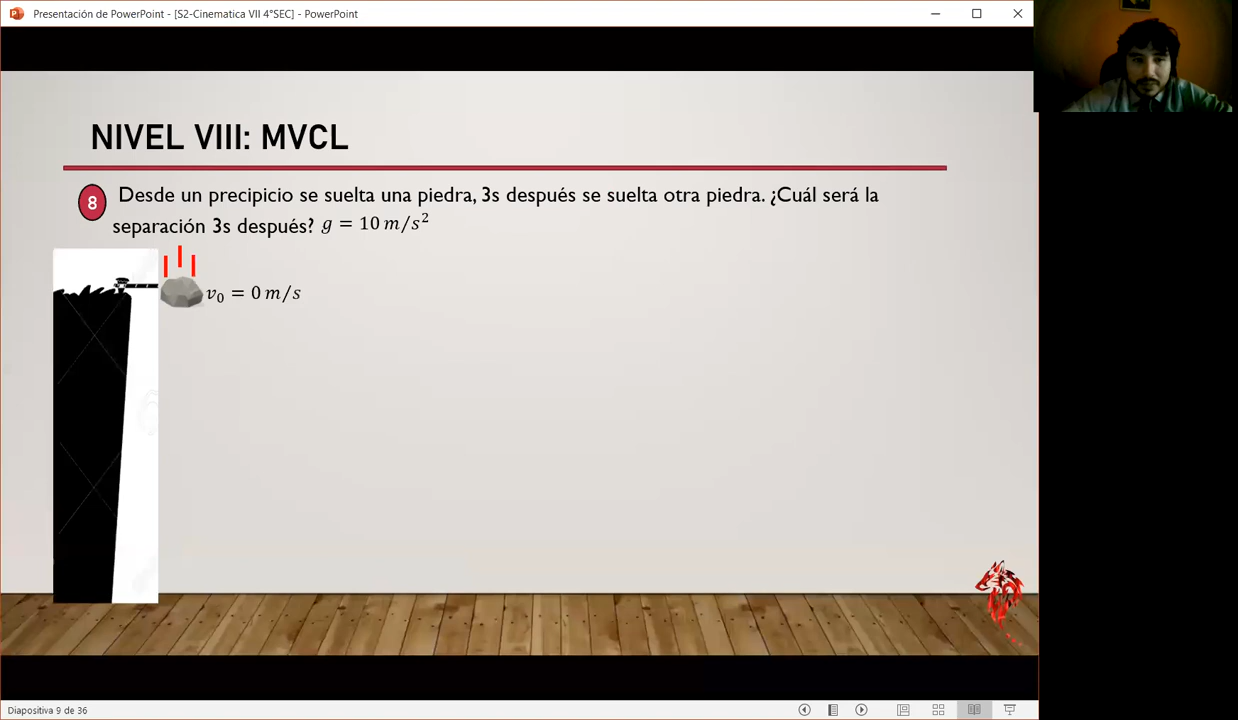 Presentación de PowerPoint - [S2-Cinematica VII 4°SEC] - PowerPoint
NIVEL VIII: MVCL
8 Desde un precipicio se suelta una piedra, 3s después se suelta otra piedra. ¿Cuál será la
separación 3s después? g = 10 m/s²
v₀ = 0 m/s
Diapositiva 9 de 36